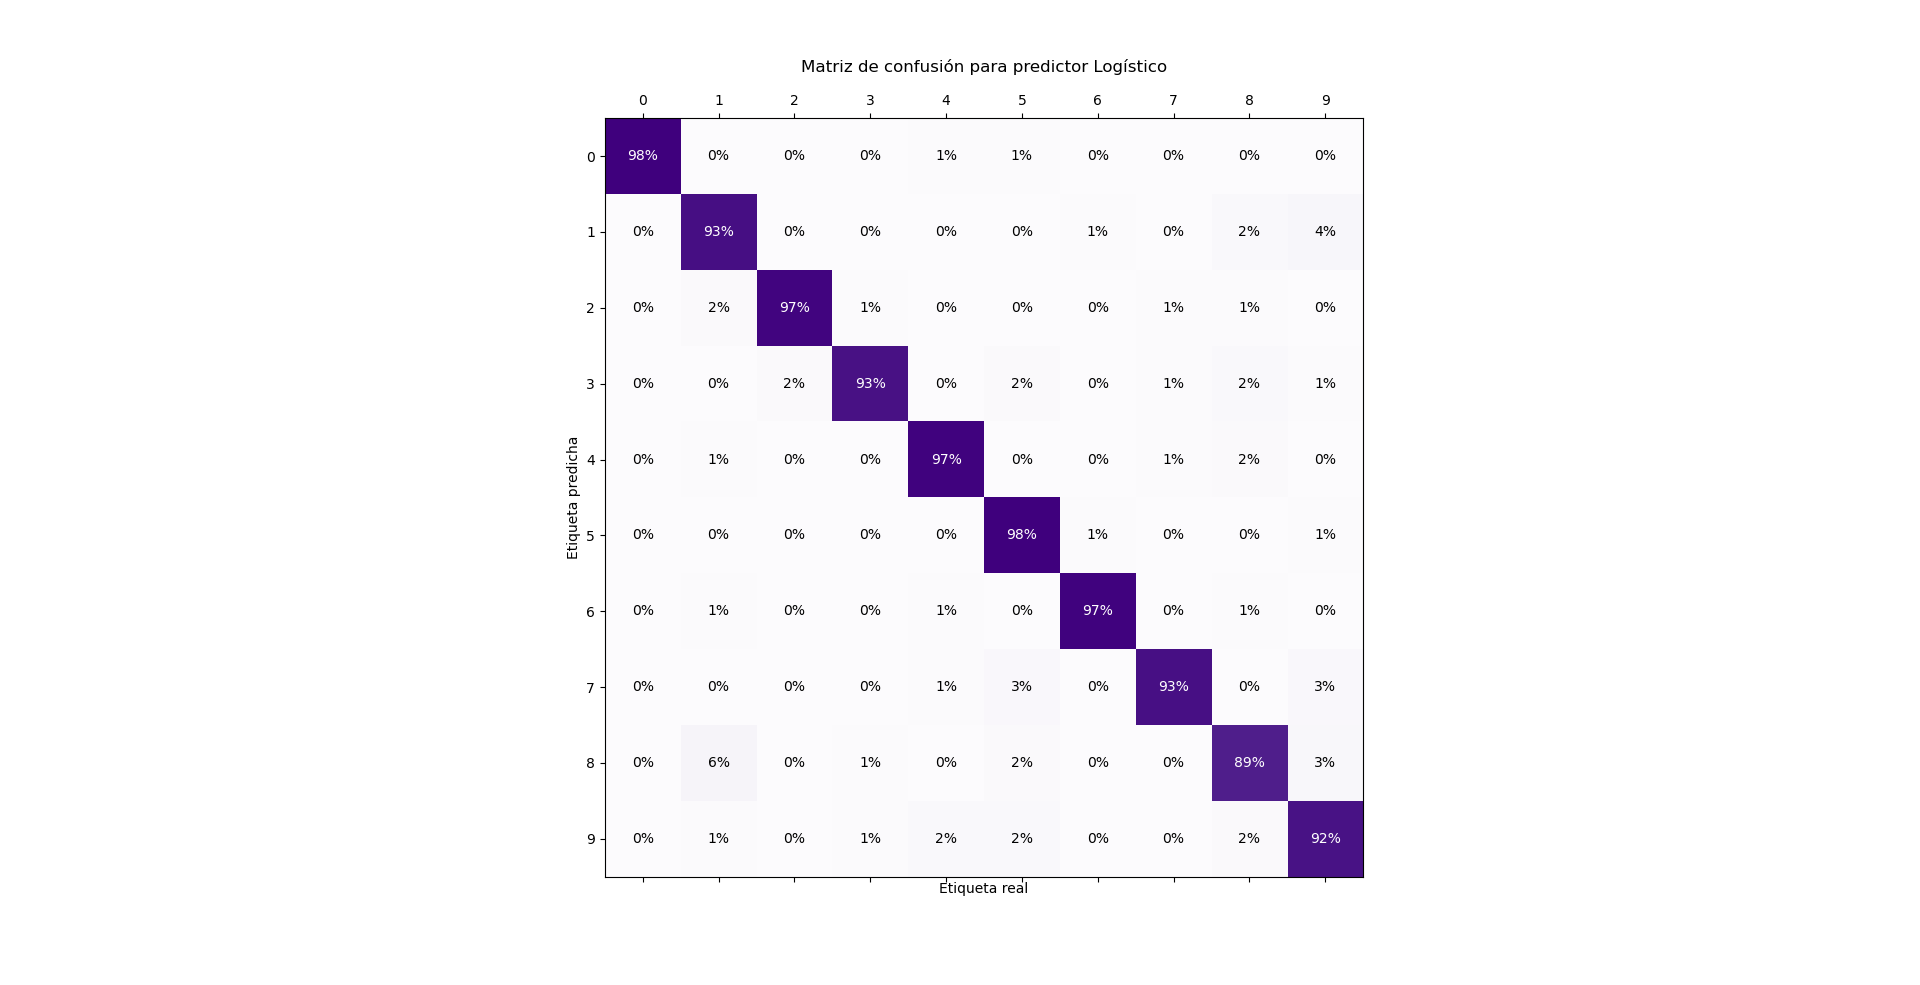 Matriz de confusión para predictor Logístico
0 1 2 3 4 5 6 7 8 9
0 98% 0% 0% 0% 1% 1% 0% 0% 0% 0%
1 0% 93% 0% 0% 0% 0% 1% 0% 2% 4%
2 0% 2% 97% 1% 0% 0% 0% 1% 1% 0%
3 0% 0% 2% 93% 0% 2% 0% 1% 2% 1%
4 0% 1% 0% 0% 97% 0% 0% 1% 2% 0%
Etiqueta predicha
5 0% 0% 0% 0% 0% 98% 1% 0% 0% 1%
6 0% 1% 0% 0% 1% 0% 97% 0% 1% 0%
7 0% 0% 0% 0% 1% 3% 0% 93% 0% 3%
8 0% 6% 0% 1% 0% 2% 0% 0% 89% 3%
9 0% 1% 0% 1% 2% 2% 0% 0% 2% 92%
Etiqueta real